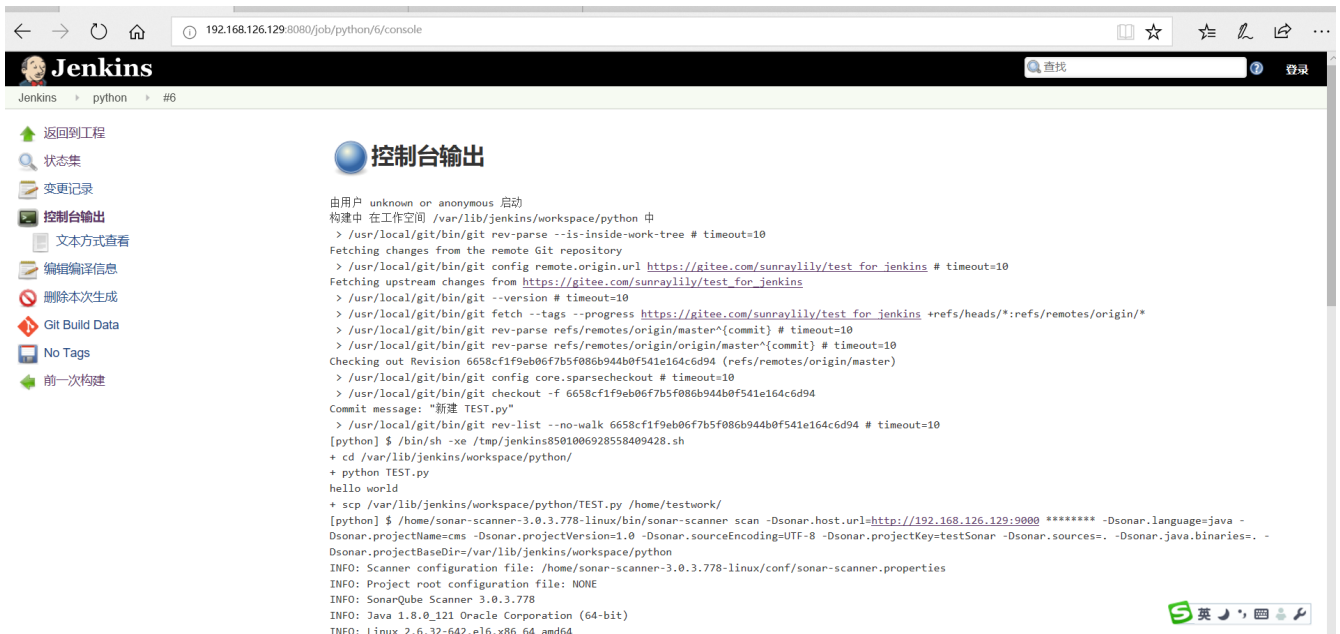 192.168.126.129:8080/job/python/6/console
Jenkins
查找
登录
Jenkins python #6
返回到工程
状态集
变更记录
控制台输出
文本方式查看
编辑编译信息
删除本次生成
Git Build Data
No Tags
前一次构建
控制台输出
由用户 unknown or anonymous 启动
构建中 在工作空间 /var/lib/jenkins/workspace/python 中
> /usr/local/git/bin/git rev-parse --is-inside-work-tree # timeout=10
Fetching changes from the remote Git repository
> /usr/local/git/bin/git config remote.origin.url https://gitee.com/sunraylily/test_for_jenkins # timeout=10
Fetching upstream changes from https://gitee.com/sunraylily/test_for_jenkins
> /usr/local/git/bin/git --version # timeout=10
> /usr/local/git/bin/git fetch --tags --progress https://gitee.com/sunraylily/test_for_jenkins +refs/heads/*:refs/remotes/origin/*
> /usr/local/git/bin/git rev-parse refs/remotes/origin/master^{commit} # timeout=10
> /usr/local/git/bin/git rev-parse refs/remotes/origin/origin/master^{commit} # timeout=10
Checking out Revision 6658cf1f9eb06f7b5f086b944b0f541e164c6d94 (refs/remotes/origin/master)
> /usr/local/git/bin/git config core.sparsecheckout # timeout=10
> /usr/local/git/bin/git checkout -f 6658cf1f9eb06f7b5f086b944b0f541e164c6d94
Commit message: "新建 TEST.py"
> /usr/local/git/bin/git rev-list --no-walk 6658cf1f9eb06f7b5f086b944b0f541e164c6d94 # timeout=10
[python] $ /bin/sh -xe /tmp/jenkins8501006928558409428.sh
+ cd /var/lib/jenkins/workspace/python/
+ python TEST.py
hello world
+ scp /var/lib/jenkins/workspace/python/TEST.py /home/testwork/
[python] $ /home/sonar-scanner-3.0.3.778-linux/bin/sonar-scanner scan -Dsonar.host.url=http://192.168.126.129:9000 ******** -Dsonar.language=java -
Dsonar.projectName=cms -Dsonar.projectVersion=1.0 -Dsonar.sourceEncoding=UTF-8 -Dsonar.projectKey=testSonar -Dsonar.sources=. -Dsonar.java.binaries=. -
Dsonar.projectBaseDir=/var/lib/jenkins/workspace/python
INFO: Scanner configuration file: /home/sonar-scanner-3.0.3.778-linux/conf/sonar-scanner.properties
INFO: Project root configuration file: NONE
INFO: SonarQube Scanner 3.0.3.778
INFO: Java 1.8.0_121 Oracle Corporation (64-bit)
INFO: Linux 2.6.32-642.el6.x86_64 amd64
英